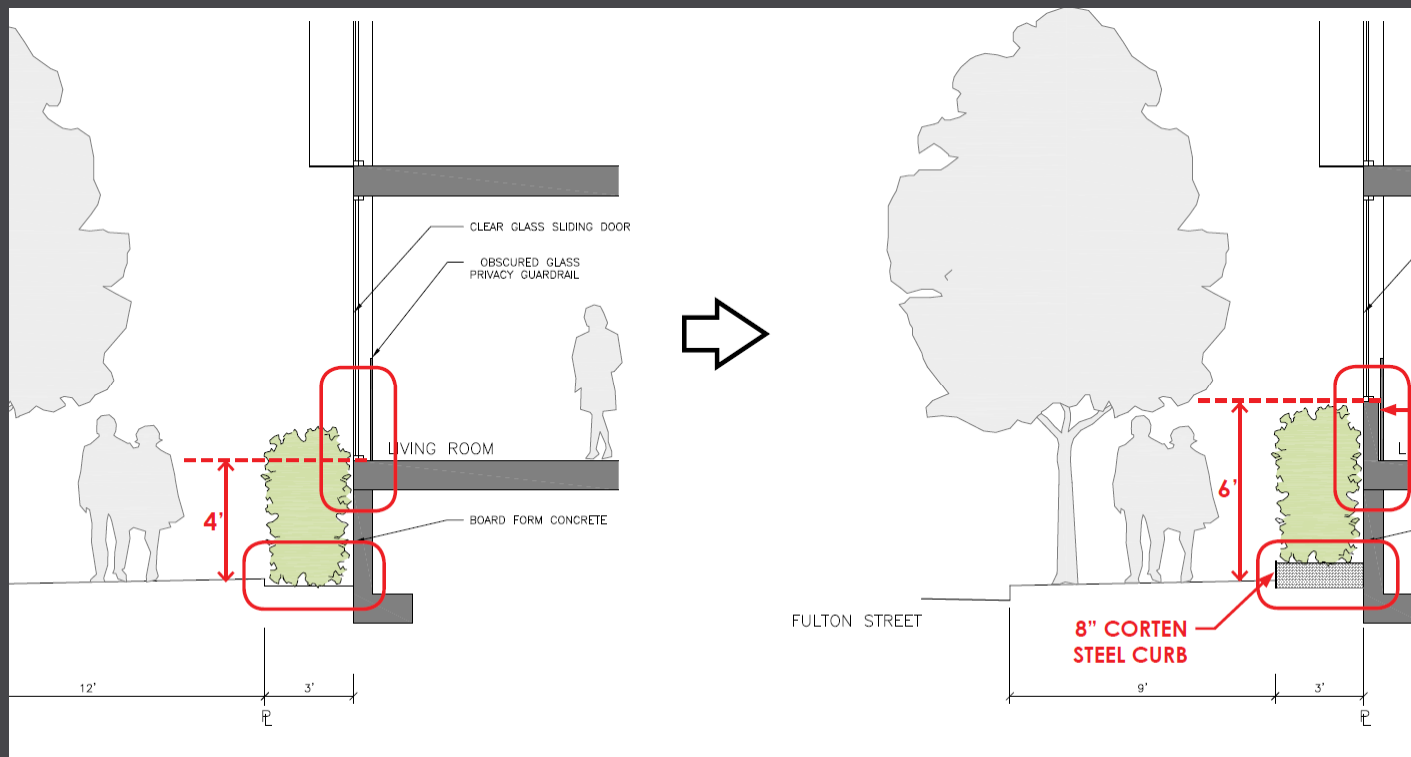 CLEAR GLASS SLIDING DOOR
OBSCURED GLASS
PRIVACY GUARDRAIL
LIVING ROOM
4'
BOARD FORM CONCRETE
12'
3'
PL
6'
L
FULTON STREET
8” CORTEN
STEEL CURB
9'
3'
PL